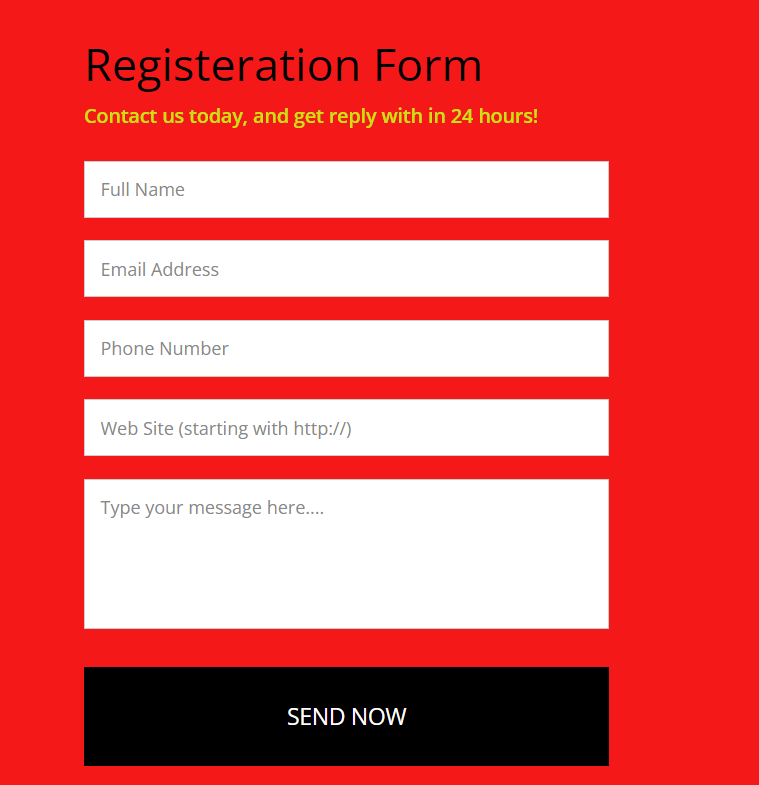 Registeration Form
Contact us today, and get reply with in 24 hours!
Full Name
Email Address
Phone Number
Web Site (starting with http://)
Type your message here....
SEND NOW